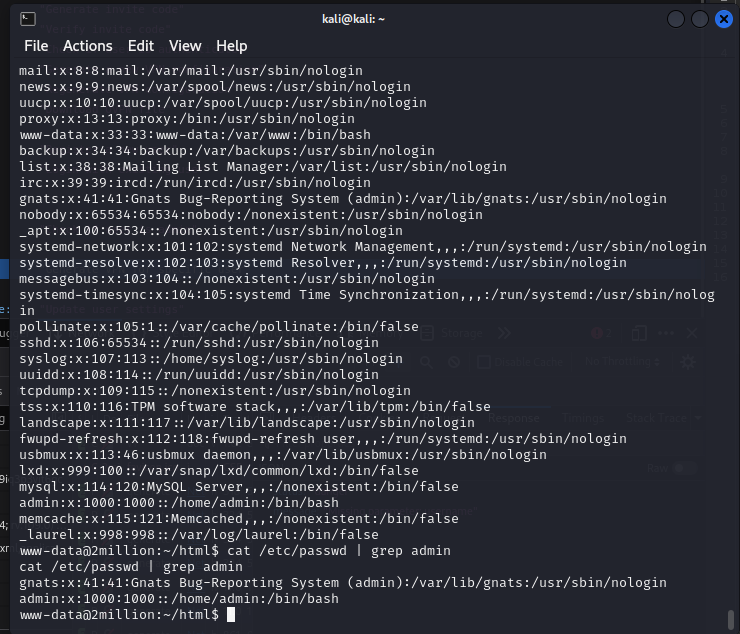 "Generate invite code"
"Verify invite code"
kali@kali: ~
File Actions Edit View Help
mail:x:8:8:mail:/var/mail:/usr/sbin/nologin
news:x:9:9:news:/var/spool/news:/usr/sbin/nologin
uucp:x:10:10:uucp:/var/spool/uucp:/usr/sbin/nologin
proxy:x:13:13:proxy:/bin:/usr/sbin/nologin
www-data:x:33:33:www-data:/var/www:/bin/bash
backup:x:34:34:backup:/var/backups:/usr/sbin/nologin
list:x:38:38:Mailing List Manager:/var/list:/usr/sbin/nologin
irc:x:39:39:ircd:/run/ircd:/usr/sbin/nologin
gnats:x:41:41:Gnats Bug-Reporting System (admin):/var/lib/gnats:/usr/sbin/nologin
nobody:x:65534:65534:nobody:/nonexistent:/usr/sbin/nologin
_apt:x:100:65534::/nonexistent:/usr/sbin/nologin
systemd-network:x:101:102:systemd Network Management,,,:/run/systemd:/usr/sbin/nologin
systemd-resolve:x:102:103:systemd Resolver,,,:/run/systemd:/usr/sbin/nologin
messagebus:x:103:104::/nonexistent:/usr/sbin/nologin
systemd-timesync:x:104:105:systemd Time Synchronization,,,:/run/systemd:/usr/sbin/nolog
in
pollinate:x:105:1::/var/cache/pollinate:/bin/false
sshd:x:106:65534::/run/sshd:/usr/sbin/nologin
syslog:x:107:113::/home/syslog:/usr/sbin/nologin
uuidd:x:108:114::/run/uuidd:/usr/sbin/nologin
tcpdump:x:109:115::/nonexistent:/usr/sbin/nologin
tss:x:110:116:TPM software stack,,,:/var/lib/tpm:/bin/false
landscape:x:111:117::/var/lib/landscape:/usr/sbin/nologin
fwupd-refresh:x:112:118:fwupd-refresh user,,,:/run/systemd:/usr/sbin/nologin
usbmux:x:113:46:usbmux daemon,,,:/var/lib/usbmux:/usr/sbin/nologin
lxd:x:999:100::/var/snap/lxd/common/lxd:/bin/false
mysql:x:114:120:MySQL Server,,,:/nonexistent:/bin/false
admin:x:1000:1000::/home/admin:/bin/bash
memcache:x:115:121:Memcached,,,:/nonexistent:/bin/false
_laurel:x:998:998::/var/log/laurel:/bin/false
www-data@2million:~/html$ cat /etc/passwd | grep admin
cat /etc/passwd | grep admin
gnats:x:41:41:Gnats Bug-Reporting System (admin):/var/lib/gnats:/usr/sbin/nologin
admin:x:1000:1000::/home/admin:/bin/bash
www-data@2million:~/html$